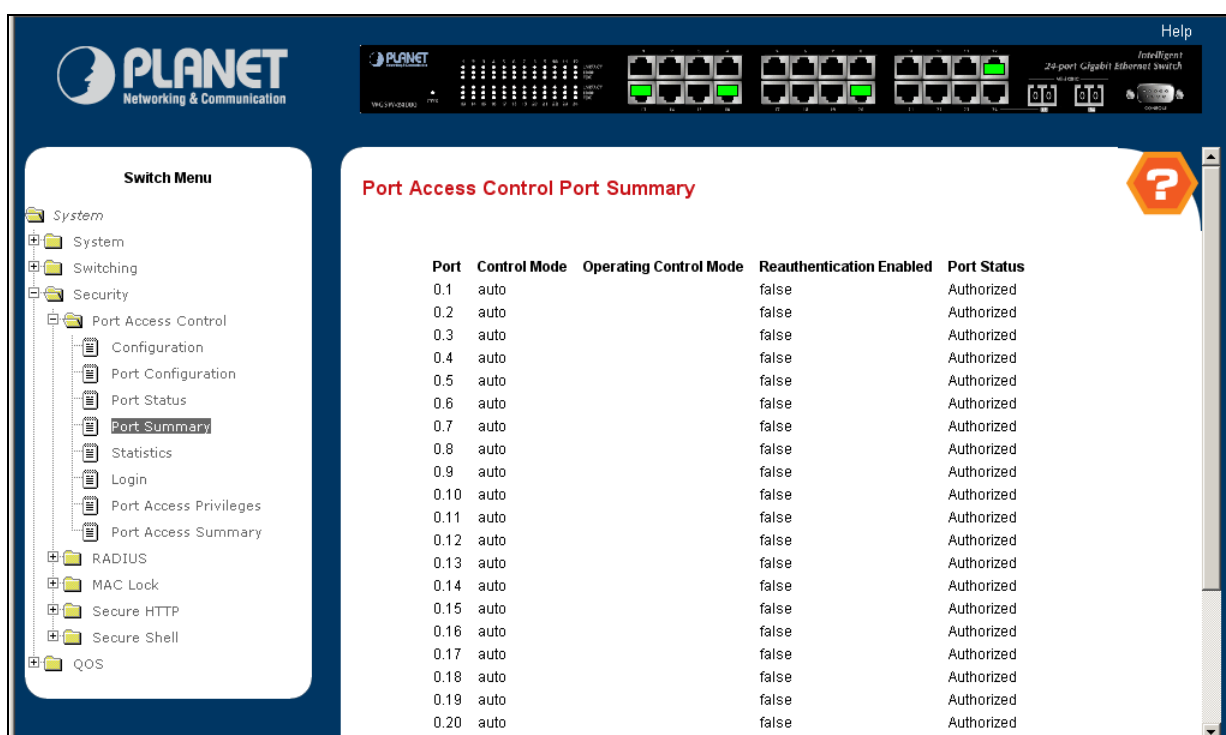 Help
PLANET
Networking & Communication
PLANET
Intelligent
24-port Gigabit Ethernet Switch
Switch Menu
System
System
Switching
Security
Port Access Control
Configuration
Port Configuration
Port Status
Port Summary
Statistics
Login
Port Access Privileges
Port Access Summary
RADIUS
MAC Lock
Secure HTTP
Secure Shell
QOS
Port Access Control Port Summary
?
Port Control Mode Operating Control Mode Reauthentication Enabled Port Status
0.1 auto false Authorized
0.2 auto false Authorized
0.3 auto false Authorized
0.4 auto false Authorized
0.5 auto false Authorized
0.6 auto false Authorized
0.7 auto false Authorized
0.8 auto false Authorized
0.9 auto false Authorized
0.10 auto false Authorized
0.11 auto false Authorized
0.12 auto false Authorized
0.13 auto false Authorized
0.14 auto false Authorized
0.15 auto false Authorized
0.16 auto false Authorized
0.17 auto false Authorized
0.18 auto false Authorized
0.19 auto false Authorized
0.20 auto false Authorized